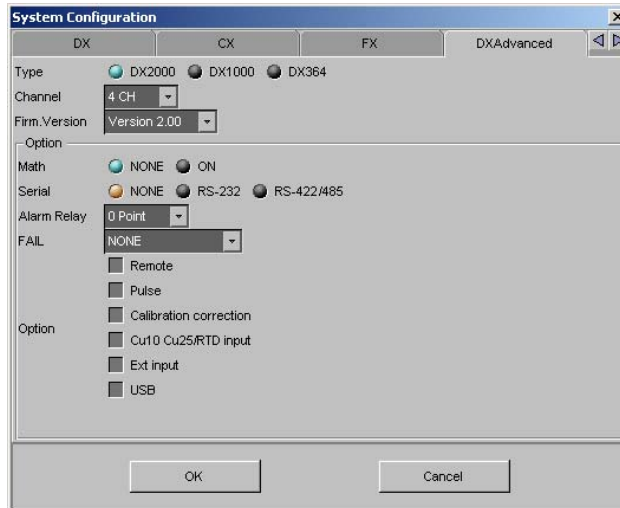 System Configuration
DX CX FX DXAdvanced
Type DX2000 DX1000 DX364
Channel 4 CH
Firm.Version Version 2.00
Option
Math NONE ON
Serial NONE RS-232 RS-422/485
Alarm Relay 0 Point
FAIL NONE
Remote
Pulse
Calibration correction
Option
Cu10 Cu25/RTD input
Ext input
USB
OK Cancel